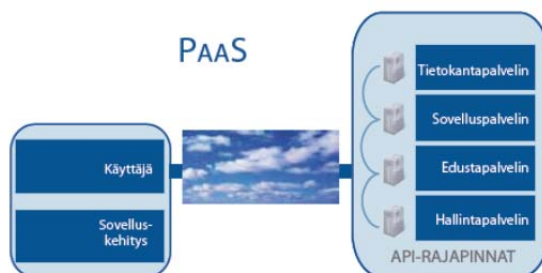 PAAS
Käyttäjä
Sovellus-
kehitys
Tietokantapalvelin
Sovelluspalvelin
Edustapalvelin
Hallintapalvelin
API-RAJAPINNAT